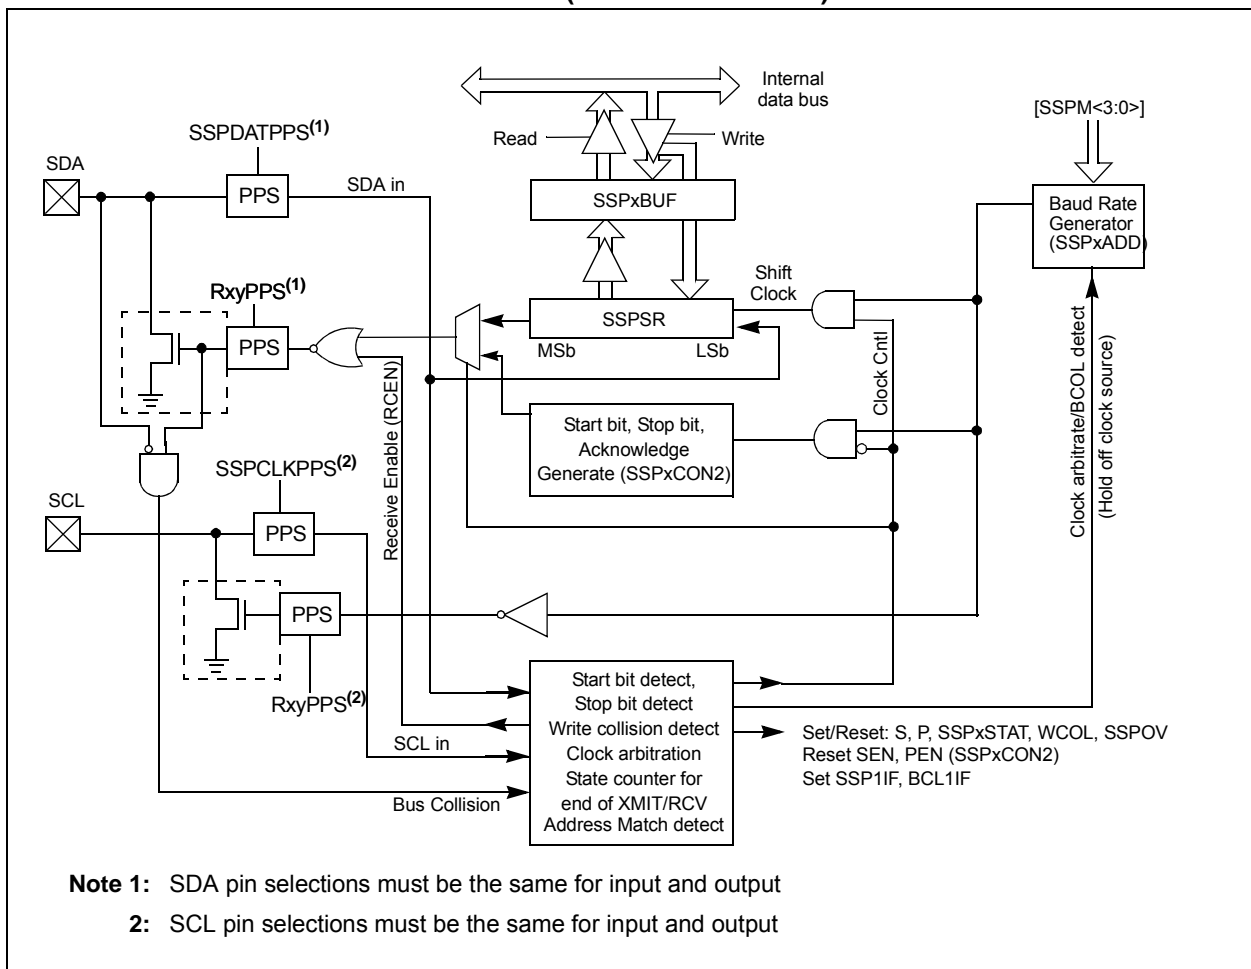 Internal
data bus
[SSPM<3:0>]
SSPDATPPS(1)
Read
Write
SDA
PPS
SDA in
SSPxBUF
Baud Rate
Generator
(SSPxADD)
Shift
Clock
RxyPPS(1)
PPS
SSPSR
MSb
LSb
Clock Cntl
Clock arbitrate/BCOL detect
(Hold off clock source)
Receive Enable (RCEN)
Start bit, Stop bit,
Acknowledge
Generate (SSPxCON2)
SSPCLKPPS(2)
SCL
PPS
PPS
RxyPPS(2)
Start bit detect,
Stop bit detect
Write collision detect
Clock arbitration
State counter for
end of XMIT/RCV
Address Match detect
SCL in
Bus Collision
Set/Reset: S, P, SSPxSTAT, WCOL, SSPOV
Reset SEN, PEN (SSPxCON2)
Set SSP1IF, BCL1IF
Note 1: SDA pin selections must be the same for input and output
2: SCL pin selections must be the same for input and output